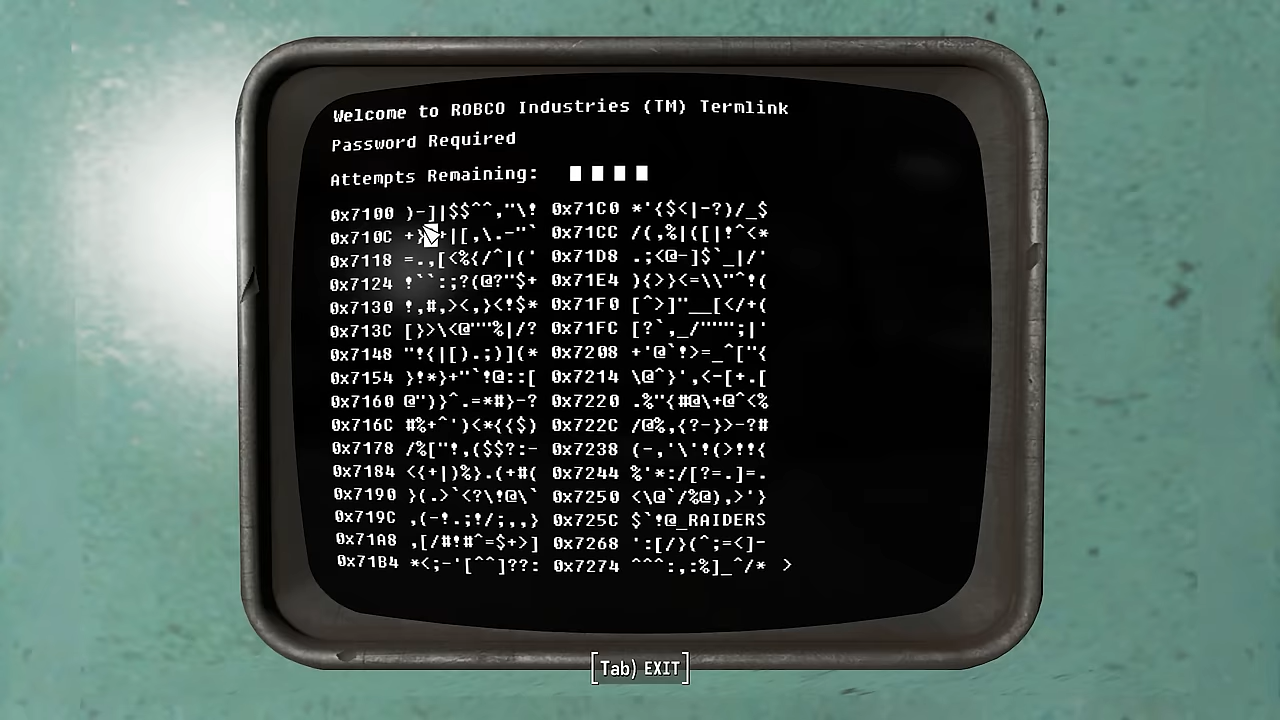 Welcome to ROBCO Industries (TM) Termlink
Password Required
Attempts Remaining:
0x7100 )-]|$$^^,"\! 0x71C0 *'{$<|-?)/_$
0x710C +}\+|[,\.-"` 0x71CC /(,%|([|!^<*
0x7118 =.,[<%{/^|(' 0x71D8 .;<@-]$`_|/'
0x7124 !``:;?(@?"$+ 0x71E4 ){>}<=\\"^!(
0x7130 !,#,><,}<!$* 0x71F0 [^>]"__[</+(
0x713C [}>\<@""%|/? 0x71FC [?`,_/""";|'
0x7148 "!{|[).;)](* 0x7208 +'@`!>=_^["{
0x7154 }!*}+"`!@::[ 0x7214 \@^}',<-[+.[
0x7160 @")}^.=*#}-? 0x7220 .%"{#@\+@^<%
0x716C #%+^')<*{{$) 0x722C /@%,{?-}>-?#
0x7178 /%["!,($$?:- 0x7238 (-,'\'!(>!!{
0x7184 <{+|)%}.(+#( 0x7244 %'*:/[?=.]=.
0x7190 }(.>`<?\!@\` 0x7250 <\@`/%@),>'}
0x719C ,(-!.;!/;,,} 0x725C $`!@_RAIDERS
0x71A8 ,[/#!#^=$+>] 0x7268 ':[/}(^;=<]-
0x71B4 *<;-'[^^]??: 0x7274 ^^^:,:%]_^/* >
[Tab) EXIT]